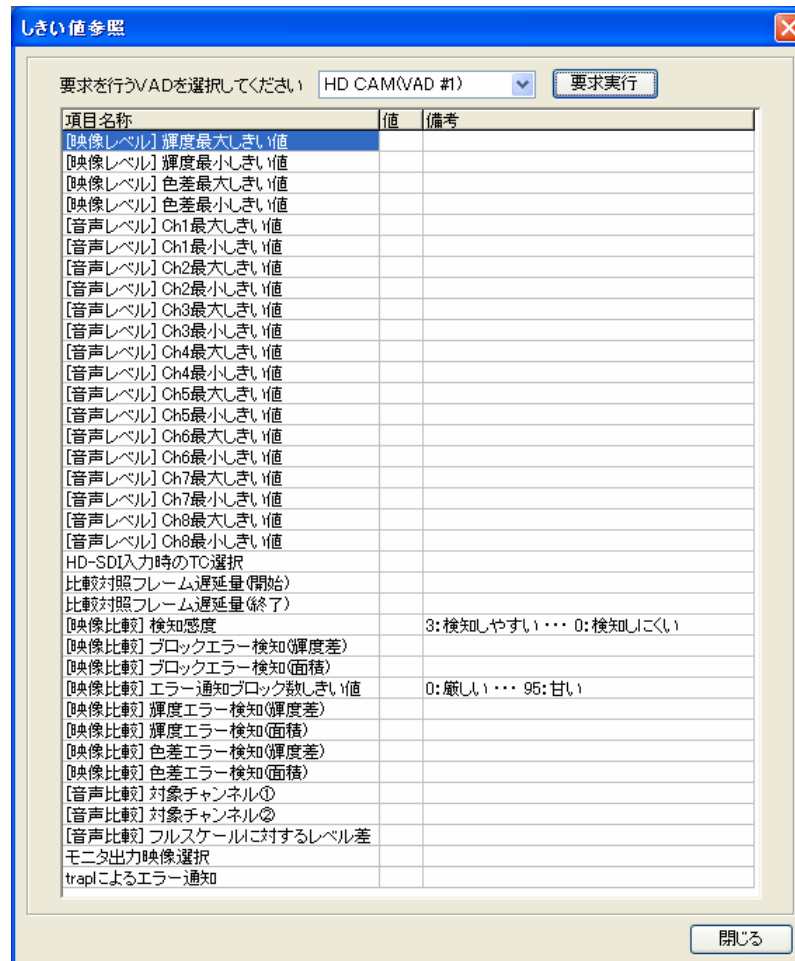 しきい値参照
要求を行うVADを選択してください HD CAM(VAD #1) 要求実行
項目名称 値 備考
[映像レベル] 輝度最大しきい値
[映像レベル] 輝度最小しきい値
[映像レベル] 色差最大しきい値
[映像レベル] 色差最小しきい値
[音声レベル] Ch1最大しきい値
[音声レベル] Ch1最小しきい値
[音声レベル] Ch2最大しきい値
[音声レベル] Ch2最小しきい値
[音声レベル] Ch3最大しきい値
[音声レベル] Ch3最小しきい値
[音声レベル] Ch4最大しきい値
[音声レベル] Ch4最小しきい値
[音声レベル] Ch5最大しきい値
[音声レベル] Ch5最小しきい値
[音声レベル] Ch6最大しきい値
[音声レベル] Ch6最小しきい値
[音声レベル] Ch7最大しきい値
[音声レベル] Ch7最小しきい値
[音声レベル] Ch8最大しきい値
[音声レベル] Ch8最小しきい値
HD-SDI入力時のTC選択
比較対照フレーム遅延量(開始)
比較対照フレーム遅延量(終了)
[映像比較] 検知感度 3:検知しやすい・・・ 0:検知しにくい
[映像比較] ブロックエラー検知(輝度差)
[映像比較] ブロックエラー検知(面積)
[映像比較] エラー通知ブロック数しきい値 0:厳しい・・・ 95:甘い
[映像比較] 輝度エラー検知(輝度差)
[映像比較] 輝度エラー検知(面積)
[映像比較] 色差エラー検知(輝度差)
[映像比較] 色差エラー検知(面積)
[音声比較] 対象チャンネル①
[音声比較] 対象チャンネル②
[音声比較] フルスケールに対するレベル差
モニタ出力映像選択
trapによるエラー通知
閉じる